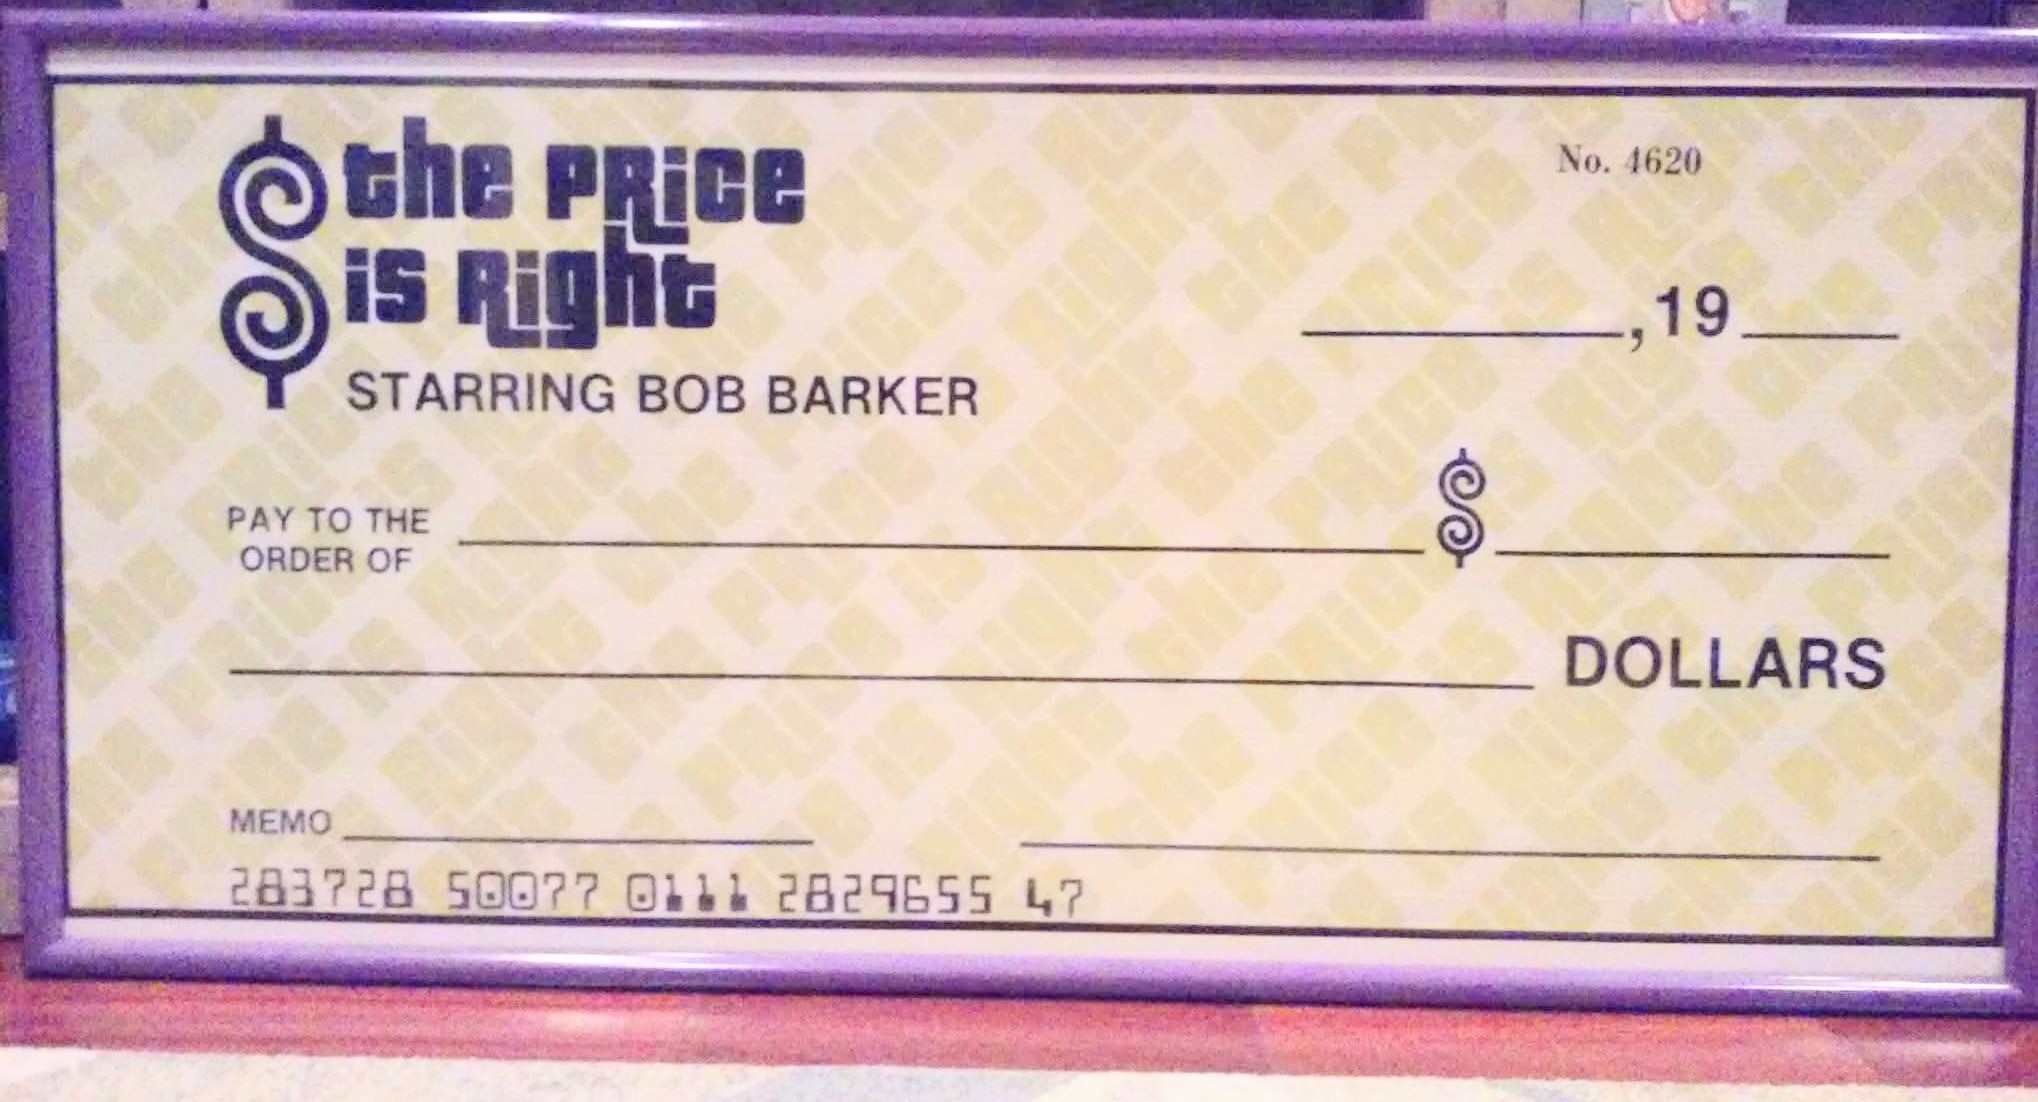 the PRice
is Right
STARRING BOB BARKER
No. 4620
,19
PAY TO THE
ORDER OF
$
DOLLARS
MEMO
283728 50077 0111 2829655 47